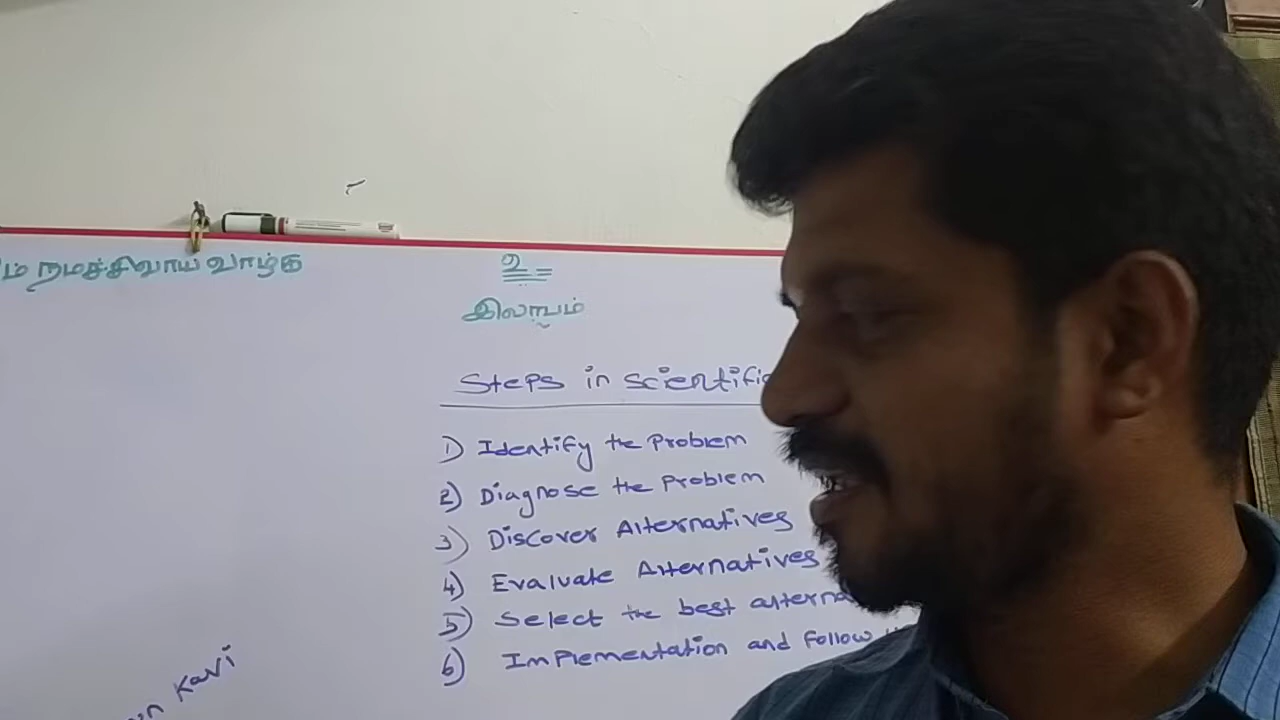 நமச்சிவாய வாழ்க
உ
இலாபம்
Steps in Scientific
1) Identify the Problem
2) Diagnose the Problem
3) Discover Alternatives
4) Evaluate Alternatives
5) Select the best alterna
6) Implementation and Follow
Kavi